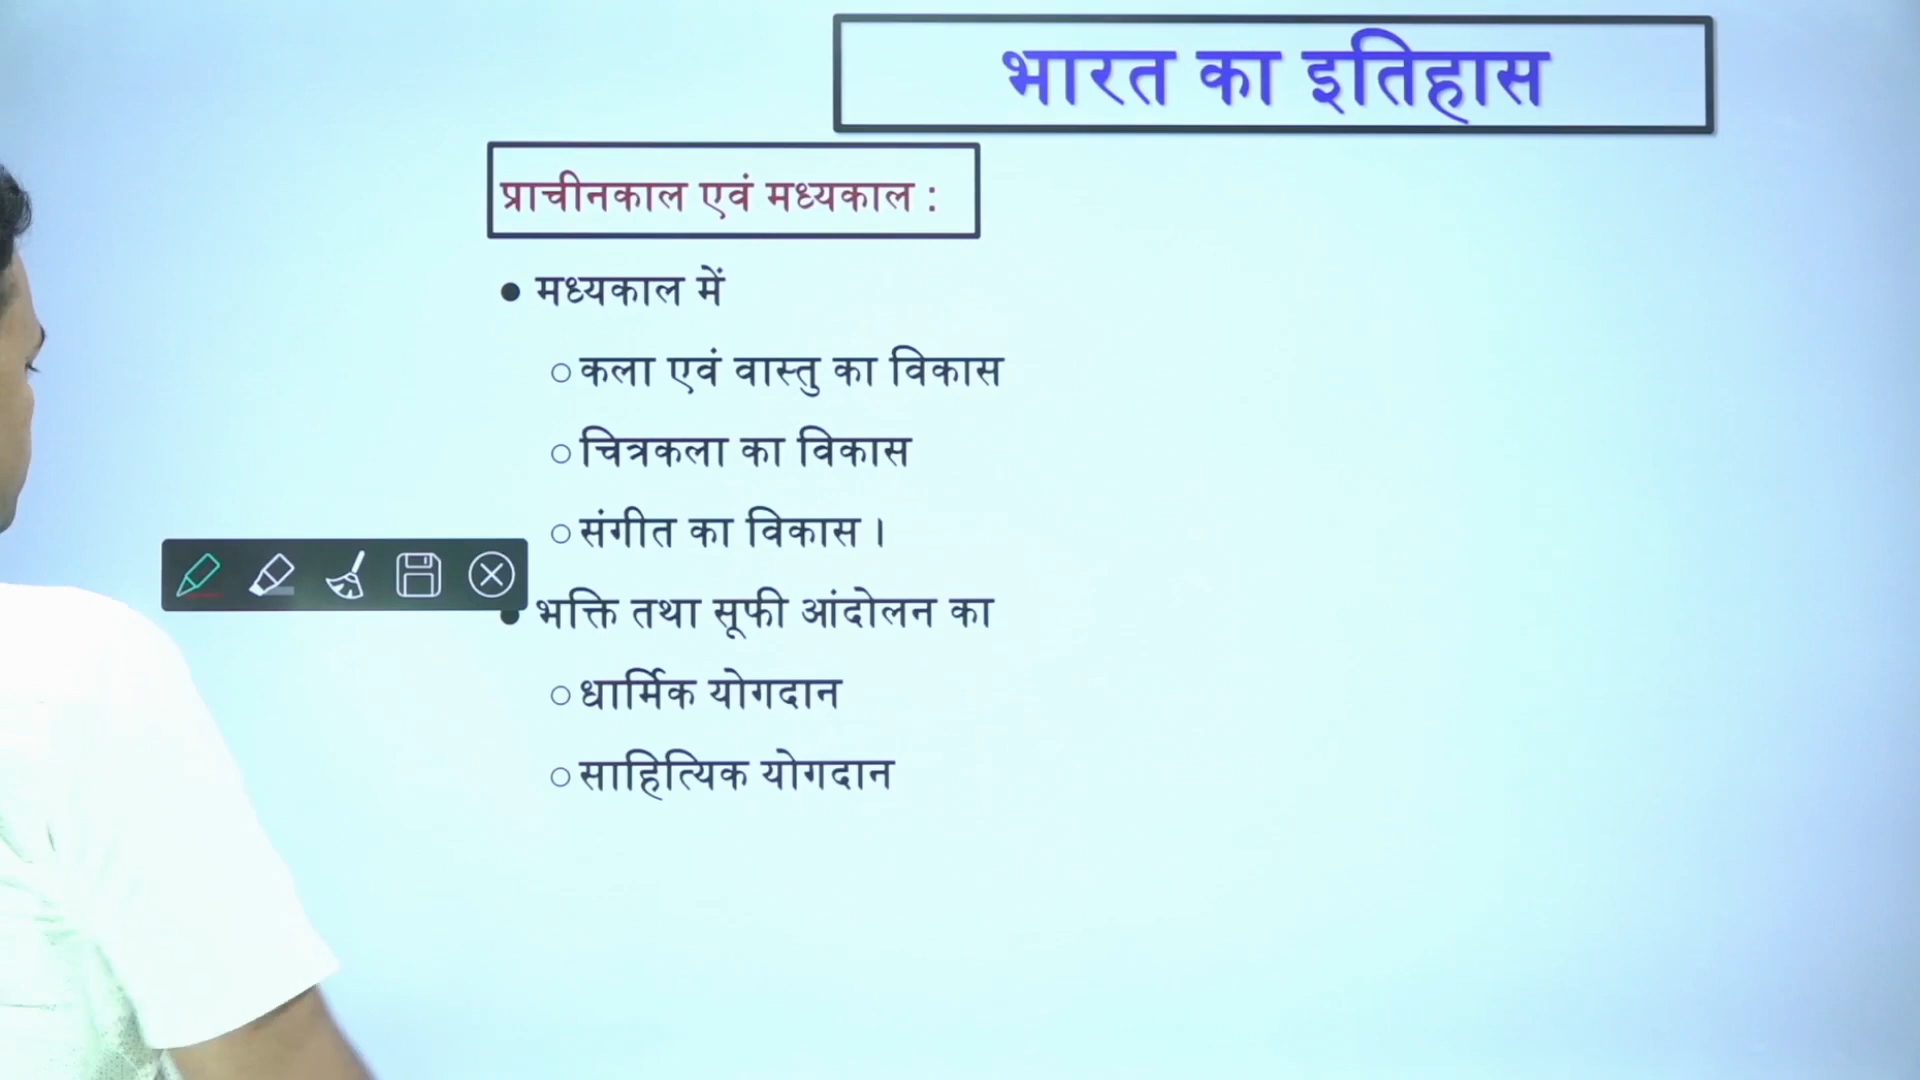 भारत का इतिहास
प्राचीनकाल एवं मध्यकाल :
● मध्यकाल में
○ कला एवं वास्तु का विकास
○ चित्रकला का विकास
○ संगीत का विकास ।
● भक्ति तथा सूफी आंदोलन का
○ धार्मिक योगदान
○ साहित्यिक योगदान